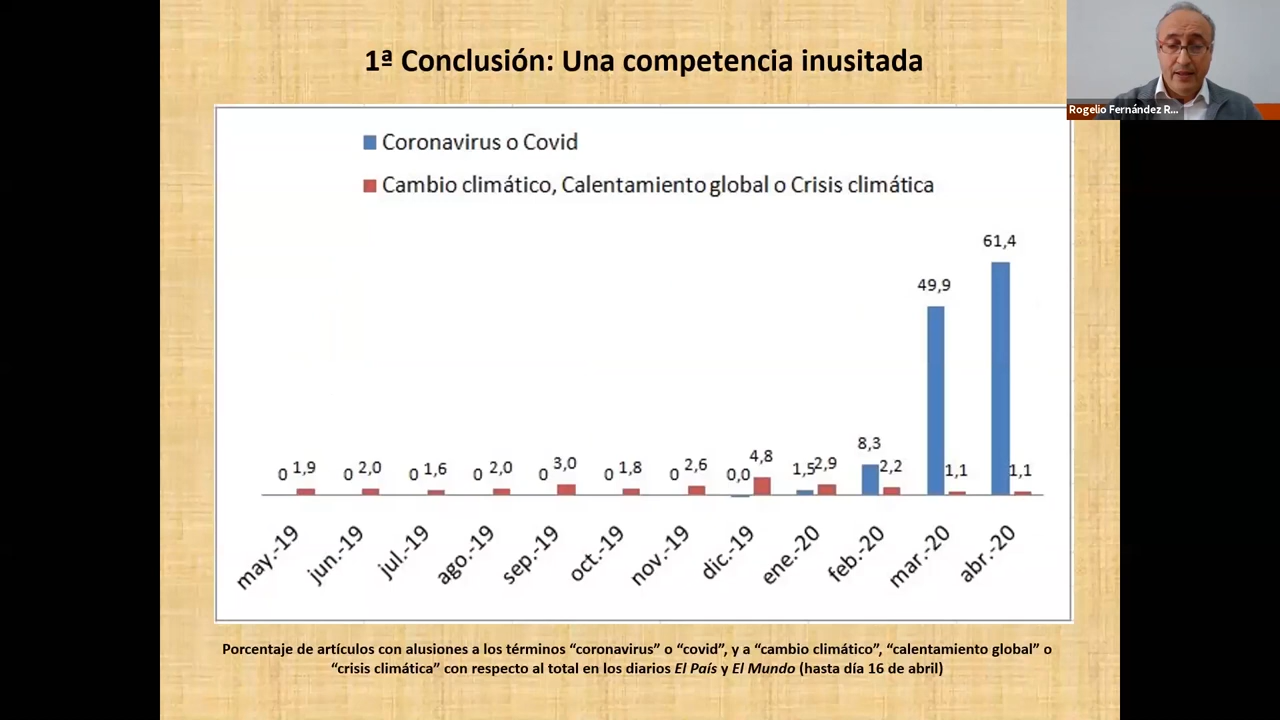 1ª Conclusión: Una competencia inusitada
Rogelio Fernández R...
Coronavirus o Covid
Cambio climático, Calentamiento global o Crisis climática
61,4
49,9
8,3
0 1,9 0 2,0 0 1,6 0 2,0 0 3,0 0 1,8 0 2,6 0,0 4,8 1,5 2,9 2,2 1,1 1,1
may.-19 jun.-19 jul.-19 ago.-19 sep.-19 oct.-19 nov.-19 dic.-19 ene.-20 feb.-20 mar.-20 abr.-20
Porcentaje de artículos con alusiones a los términos “coronavirus” o “covid”, y a “cambio climático”, “calentamiento global” o
“crisis climática” con respecto al total en los diarios El País y El Mundo (hasta día 16 de abril)